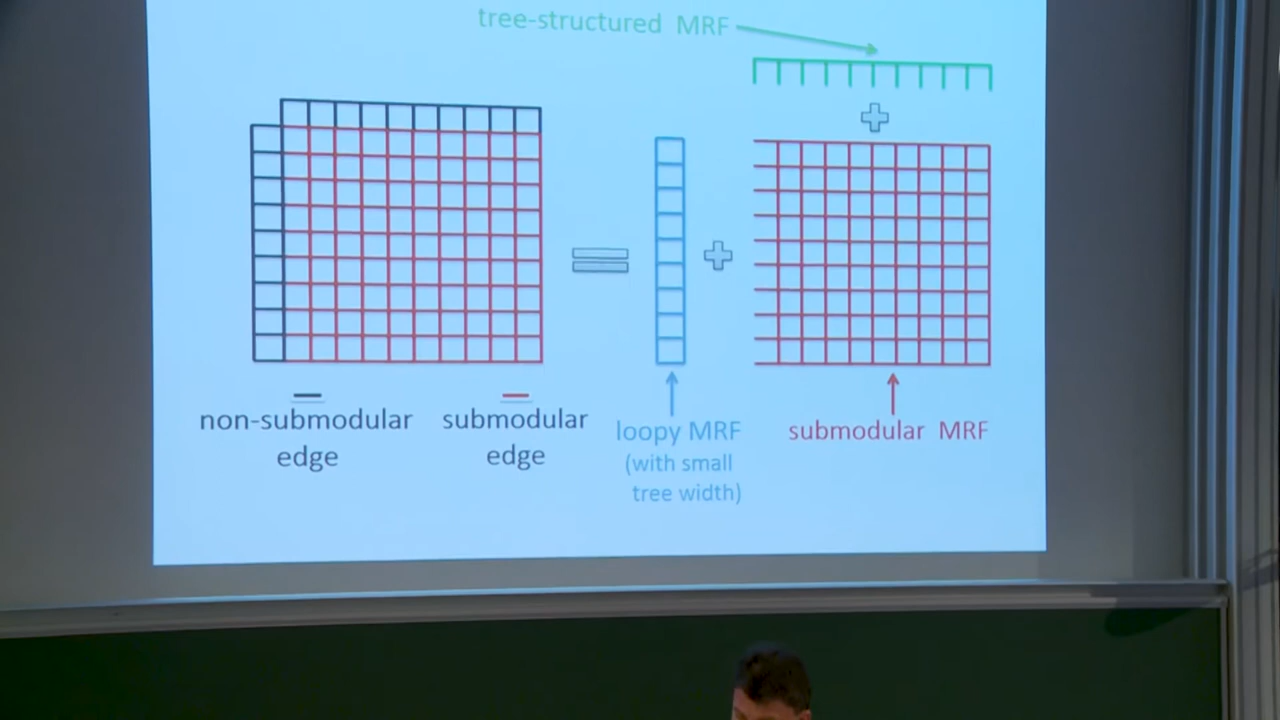 tree-structured MRF
non-submodular
edge
submodular
edge
loopy MRF
(with small
tree width)
submodular MRF